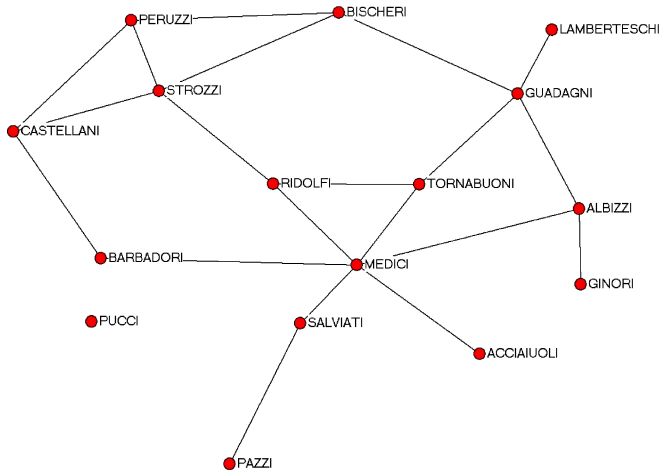 PERUZZI
BISCHERI
LAMBERTESCHI
STROZZI
GUADAGNI
CASTELLANI
RIDOLFI
TORNABUONI
ALBIZZI
BARBADORI
MEDICI
GINORI
PUCCI
SALVIATI
ACCIAIUOLI
PAZZI